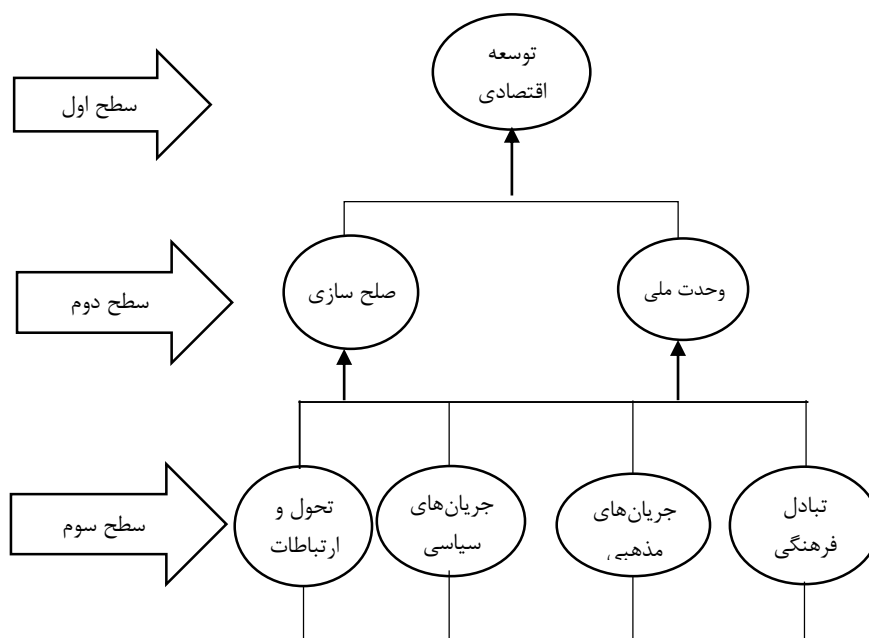 توسعه
اقتصادی
سطح اول
وحدت ملی
صلح سازی
سطح دوم
تبادل
فرهنگی
جریان‌های
مذهبی
جریان‌های
سیاسی
تحول و
ارتباطات
سطح سوم